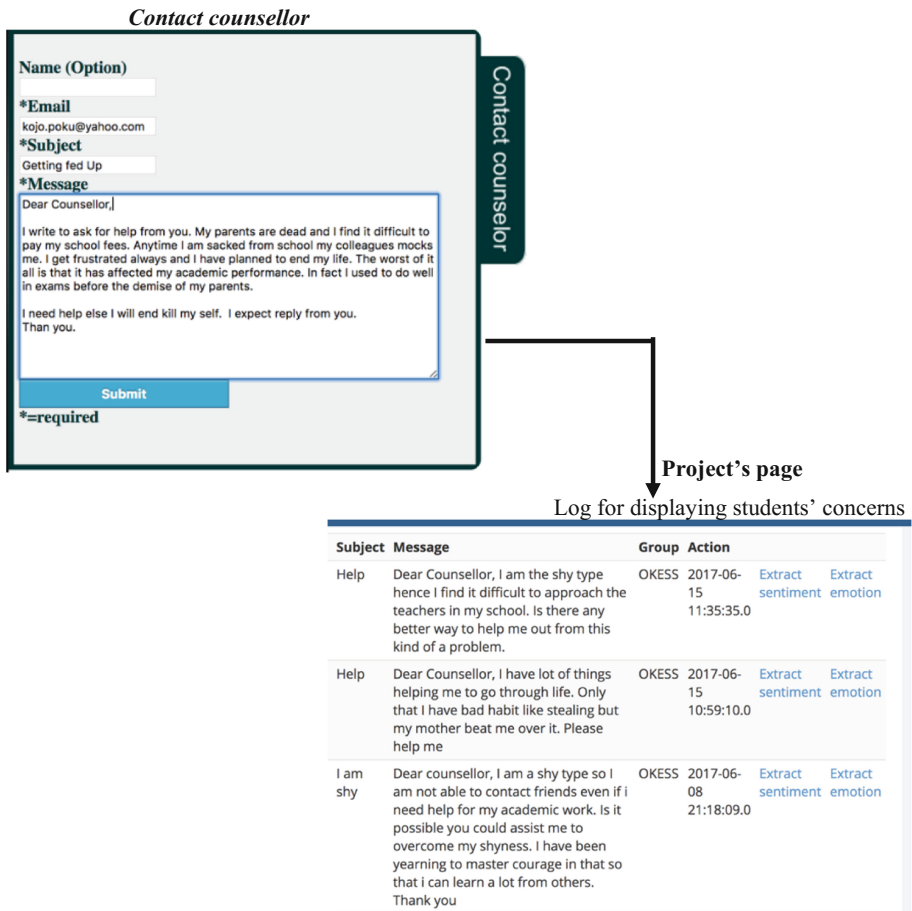 Contact counsellor
Name (Option)
*Email
kojo.poku@yahoo.com
*Subject
Getting fed Up
*Message
Dear Counsellor,
I write to ask for help from you. My parents are dead and I find it difficult to
pay my school fees. Anytime I am sacked from school my colleagues mocks
me. I get frustrated always and I have planned to end my life. The worst of it
all is that it has affected my academic performance. In fact I used to do well
in exams before the demise of my parents.
I need help else I will end kill my self.  I expect reply from you.
Than you.
Submit
*=required
Contact counselor
Project's page
Log for displaying students' concerns
Subject Message Group Action
Help Dear Counsellor, I am the shy type OKESS 2017-06- Extract Extract
hence I find it difficult to approach the 15 sentiment emotion
teachers in my school. Is there any 11:35:35.0
better way to help me out from this
kind of a problem.
Help Dear Counsellor, I have lot of things OKESS 2017-06- Extract Extract
helping me to go through life. Only 15 sentiment emotion
that I have bad habit like stealing but 10:59:10.0
my mother beat me over it. Please
help me
I am Dear counsellor, I am a shy type so I OKESS 2017-06- Extract Extract
shy am not able to contact friends even if i 08 sentiment emotion
need help for my academic work. Is it 21:18:09.0
possible you could assist me to
overcome my shyness. I have been
yearning to master courage in that so
that i can learn a lot from others.
Thank you